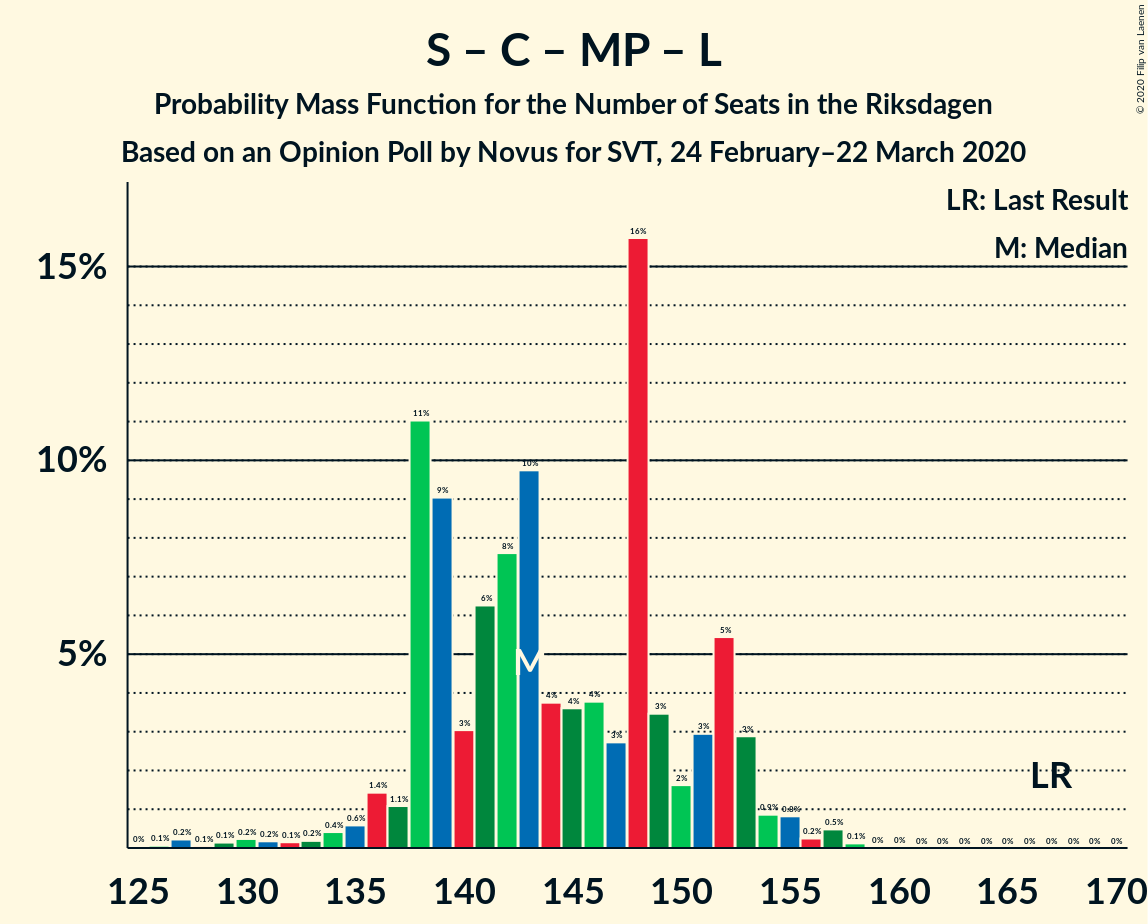 © 2020 Filip van Laenen
S – C – MP – L
Probability Mass Function for the Number of Seats in the Riksdagen
Based on an Opinion Poll by Novus for SVT, 24 February–22 March 2020
LR: Last Result
M: Median
15%
10%
5%
0% 0.1% 0.2% 0.1% 0.1% 0.2% 0.2% 0.1% 0.2% 0.4% 0.6% 1.4% 1.1% 11% 9% 3% 6% 8% 10% 4% 4% 4% 3% 16% 3% 2% 3% 5% 3% 0.9% 0.8% 0.2% 0.5% 0.1% 0% 0% 0% 0% 0% 0% 0% 0% 0% 0% 0% 0%
M
LR
125 130 135 140 145 150 155 160 165 170